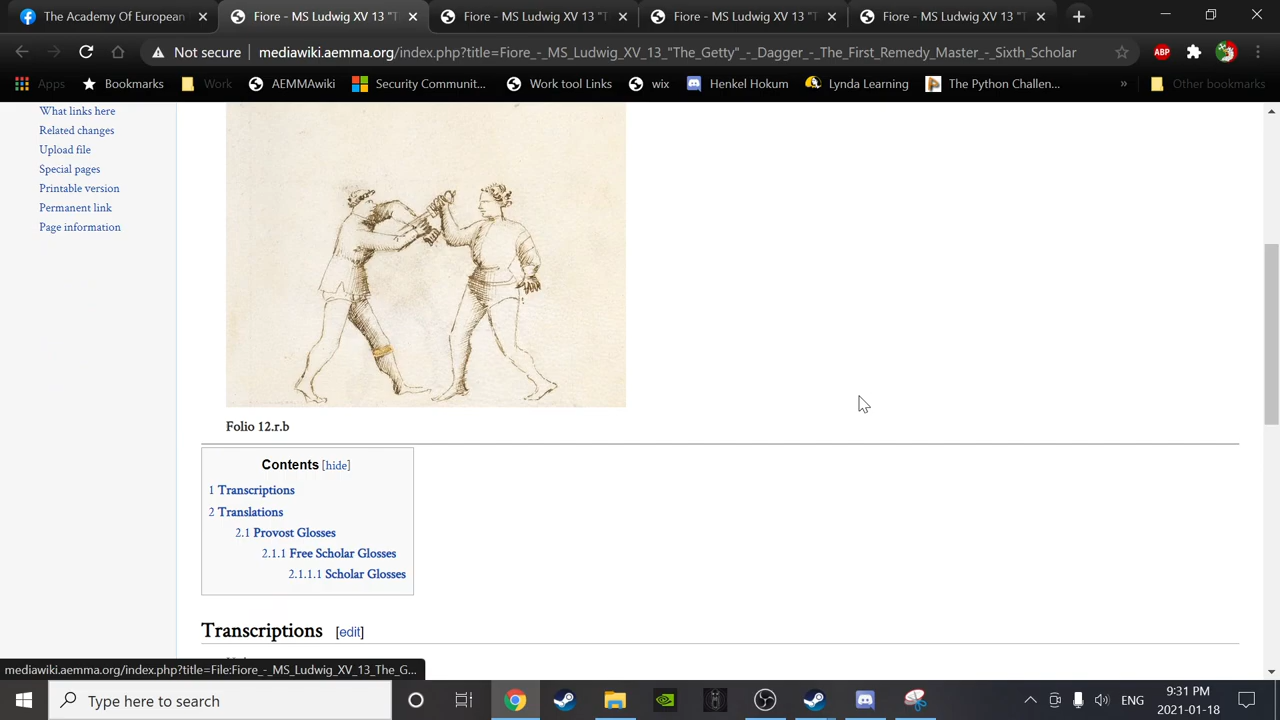 The Academy Of European
Fiore - MS Ludwig XV 13 "T
Fiore - MS Ludwig XV 13 "T
Fiore - MS Ludwig XV 13 "T
Fiore - MS Ludwig XV 13 "T
Not secure
mediawiki.aemma.org/index.php?title=Fiore_-_MS_Ludwig_XV_13_"The_Getty"_-_Dagger_-_The_First_Remedy_Master_-_Sixth_Scholar
ABP
Apps
Bookmarks
Work
AEMMAwiki
Security Communit...
Work tool Links
wix
Henkel Hokum
Lynda Learning
The Python Challen...
»
Other bookmarks
What links here
Related changes
Upload file
Special pages
Printable version
Permanent link
Page information
Folio 12.r.b
Contents [hide]
1 Transcriptions
2 Translations
2.1 Provost Glosses
2.1.1 Free Scholar Glosses
2.1.1.1 Scholar Glosses
Transcriptions [edit]
mediawiki.aemma.org/index.php?title=File:Fiore_-_MS_Ludwig_XV_13_The_G...
Type here to search
ENG
9:31 PM
2021-01-18